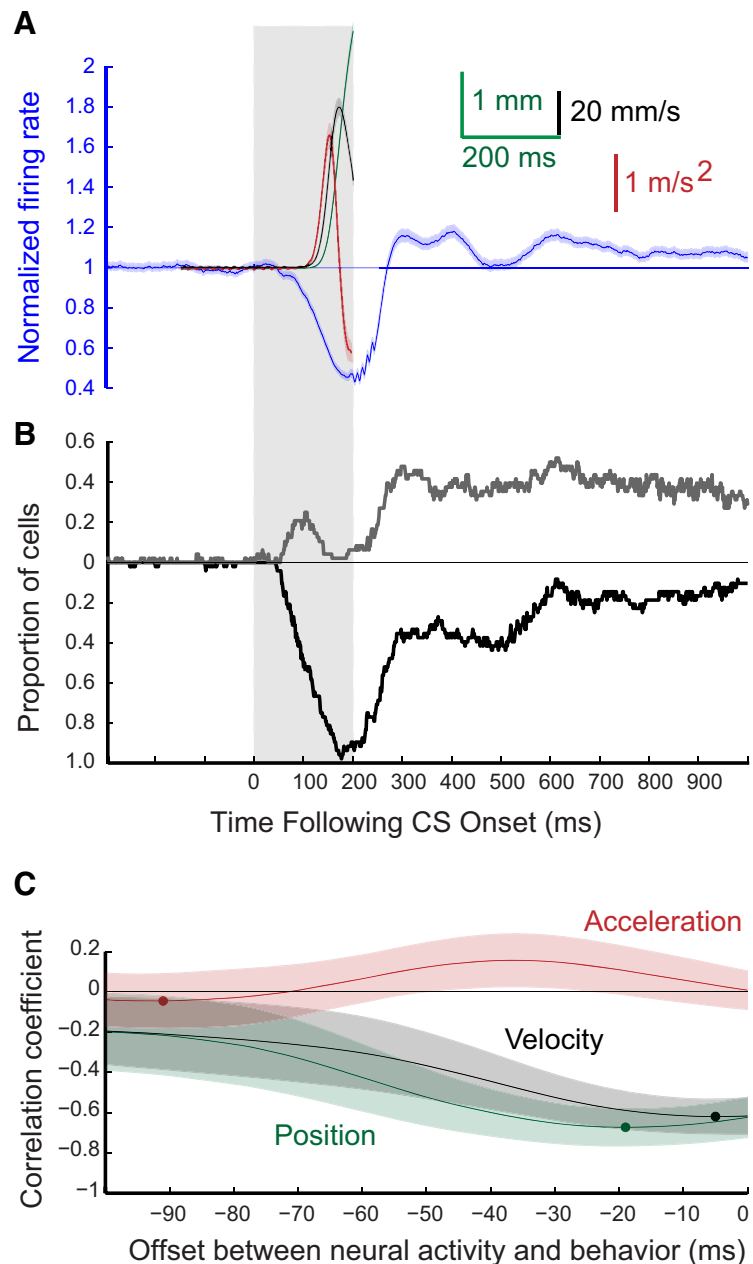 A
Normalized firing rate
2
1.8
1.6
1.4
1.2
1
0.8
0.6
0.4
1 mm
200 ms
20 mm/s
1 m/s²
B
Proportion of cells
0.6
0.4
0.2
0
0.2
0.4
0.6
0.8
1.0
0 100 200 300 400 500 600 700 800 900
Time Following CS Onset (ms)
C
Correlation coefficient
0.2
0
−0.2
−0.4
−0.6
−0.8
−1
Acceleration
Velocity
Position
−90 −80 −70 −60 −50 −40 −30 −20 −10 0
Offset between neural activity and behavior (ms)